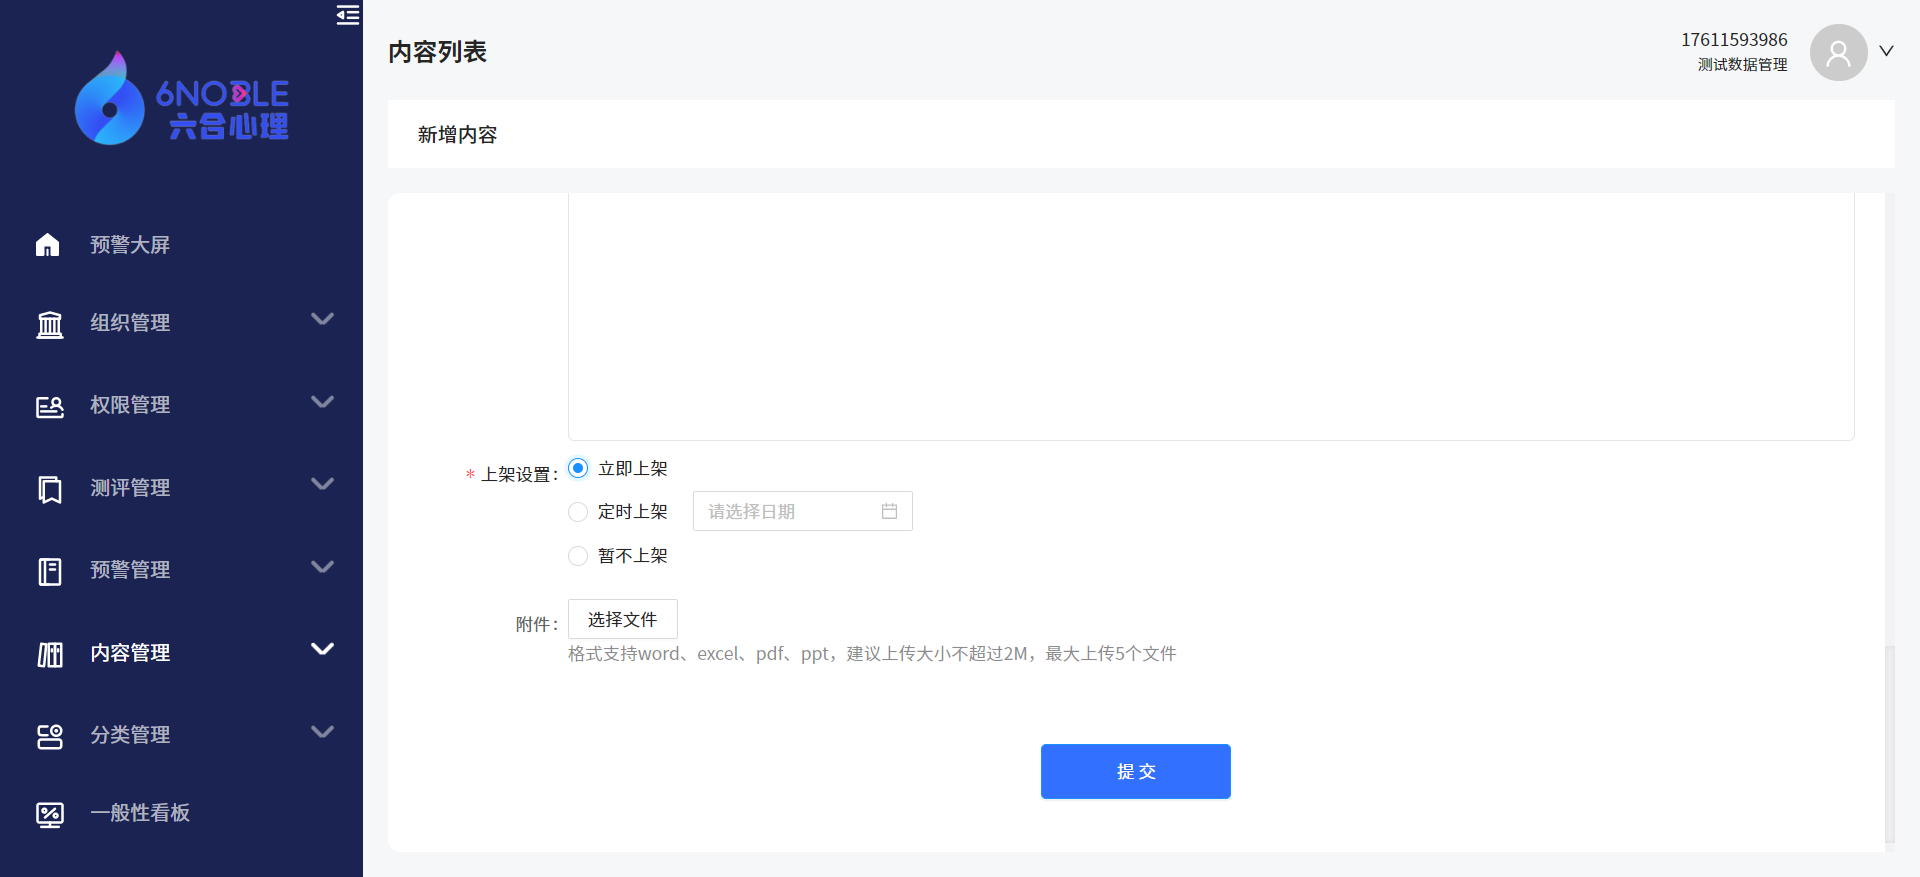 6NOBLE
六合心理
预警大屏
组织管理
权限管理
测评管理
预警管理
内容管理
分类管理
一般性看板
内容列表
17611593986
测试数据管理
新增内容
* 上架设置:
立即上架
定时上架
请选择日期
暂不上架
附件:
选择文件
格式支持word、excel、pdf、ppt，建议上传大小不超过2M，最大上传5个文件
提 交